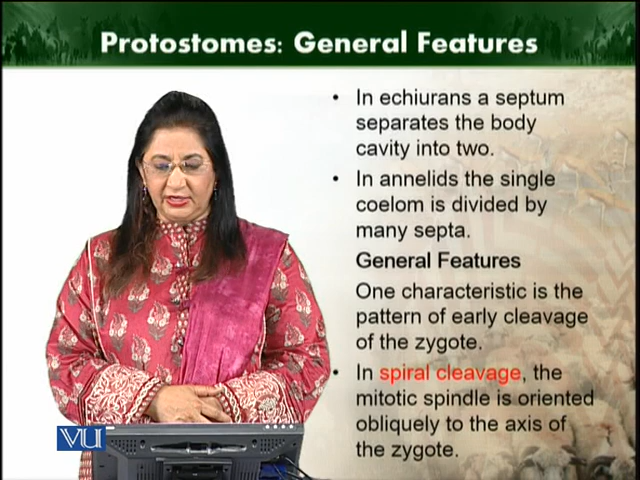 Protostomes: General Features
• In echiurans a septum
separates the body
cavity into two.
• In annelids the single
coelom is divided by
many septa.
General Features
One characteristic is the
pattern of early cleavage
of the zygote.
• In spiral cleavage, the
mitotic spindle is oriented
obliquely to the axis of
the zygote.
VU